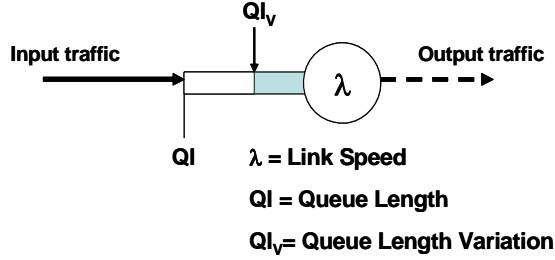 QI_V
Input traffic
Output traffic
λ
QI
λ = Link Speed
QI = Queue Length
QI_V= Queue Length Variation